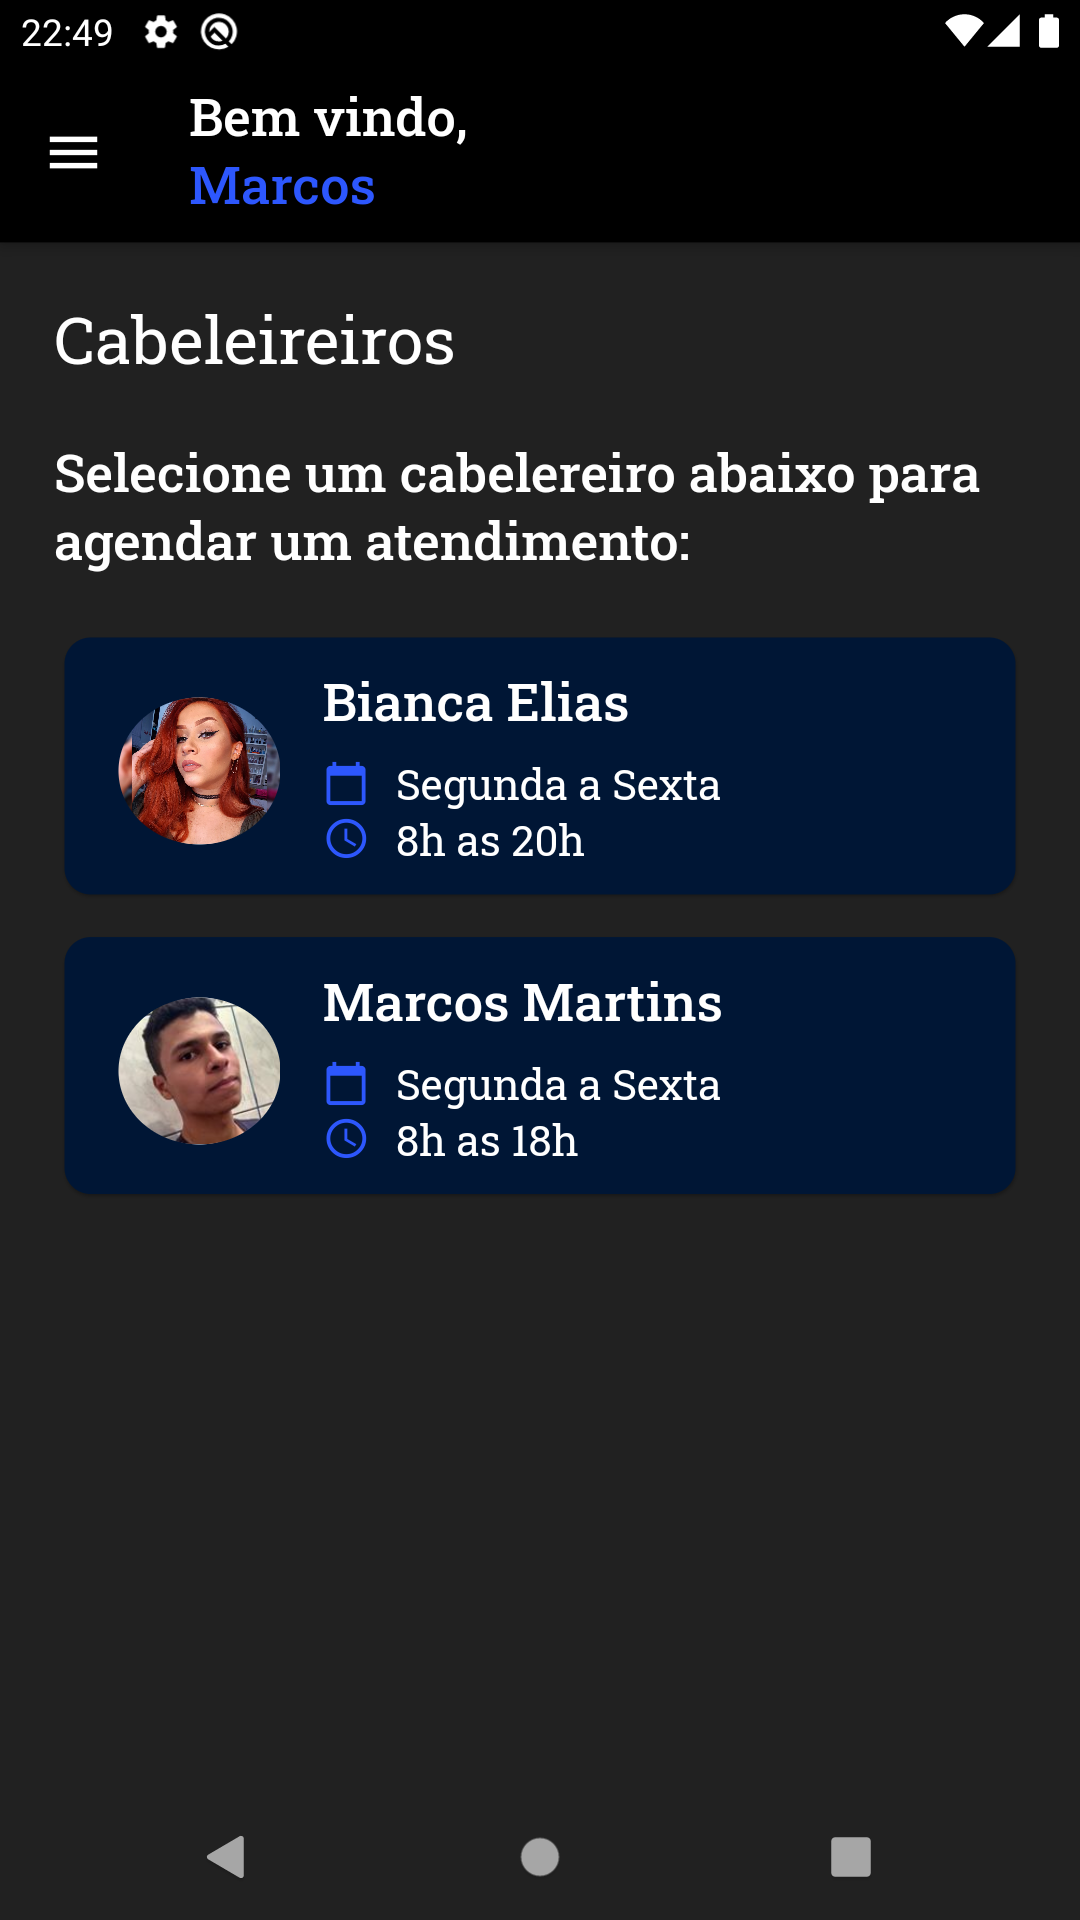 22:49
Bem vindo,
Marcos
Cabeleireiros
Selecione um cabelereiro abaixo para
agendar um atendimento:
Bianca Elias
Segunda a Sexta
8h as 20h
Marcos Martins
Segunda a Sexta
8h as 18h